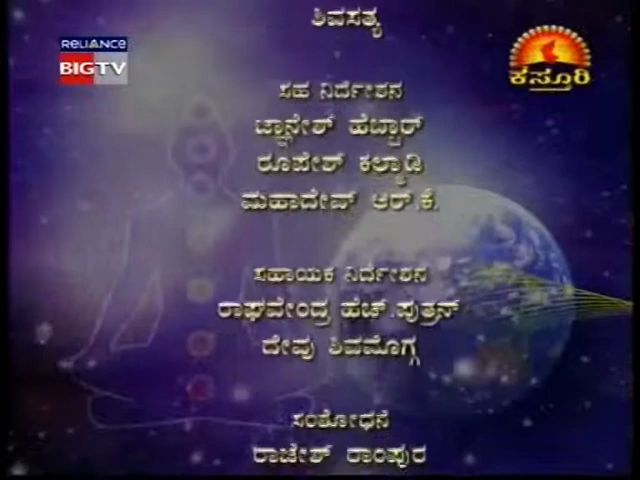 ಶಿವಸತ್ಯ
RELIANCE
BIGTV
ಕಸ್ತೂರಿ
ಸಹ ನಿರ್ದೇಶನ
ಜ್ಞಾನೇಶ್ ಹೆಬ್ಬಾರ್
ರೂಪೇಶ್ ಕಲ್ಮಾಡಿ
ಮಹಾದೇವ್ ಆರ್.ಕೆ.
ಸಹಾಯಕ ನಿರ್ದೇಶನ
ರಾಘವೇಂದ್ರ ಹೆಚ್.ಪುತ್ರನ್
ದೇವು ಶಿವಮೊಗ್ಗ
ಸಂಶೋಧನೆ
ರಾಜೇಶ್ ರಾಂಪುರ